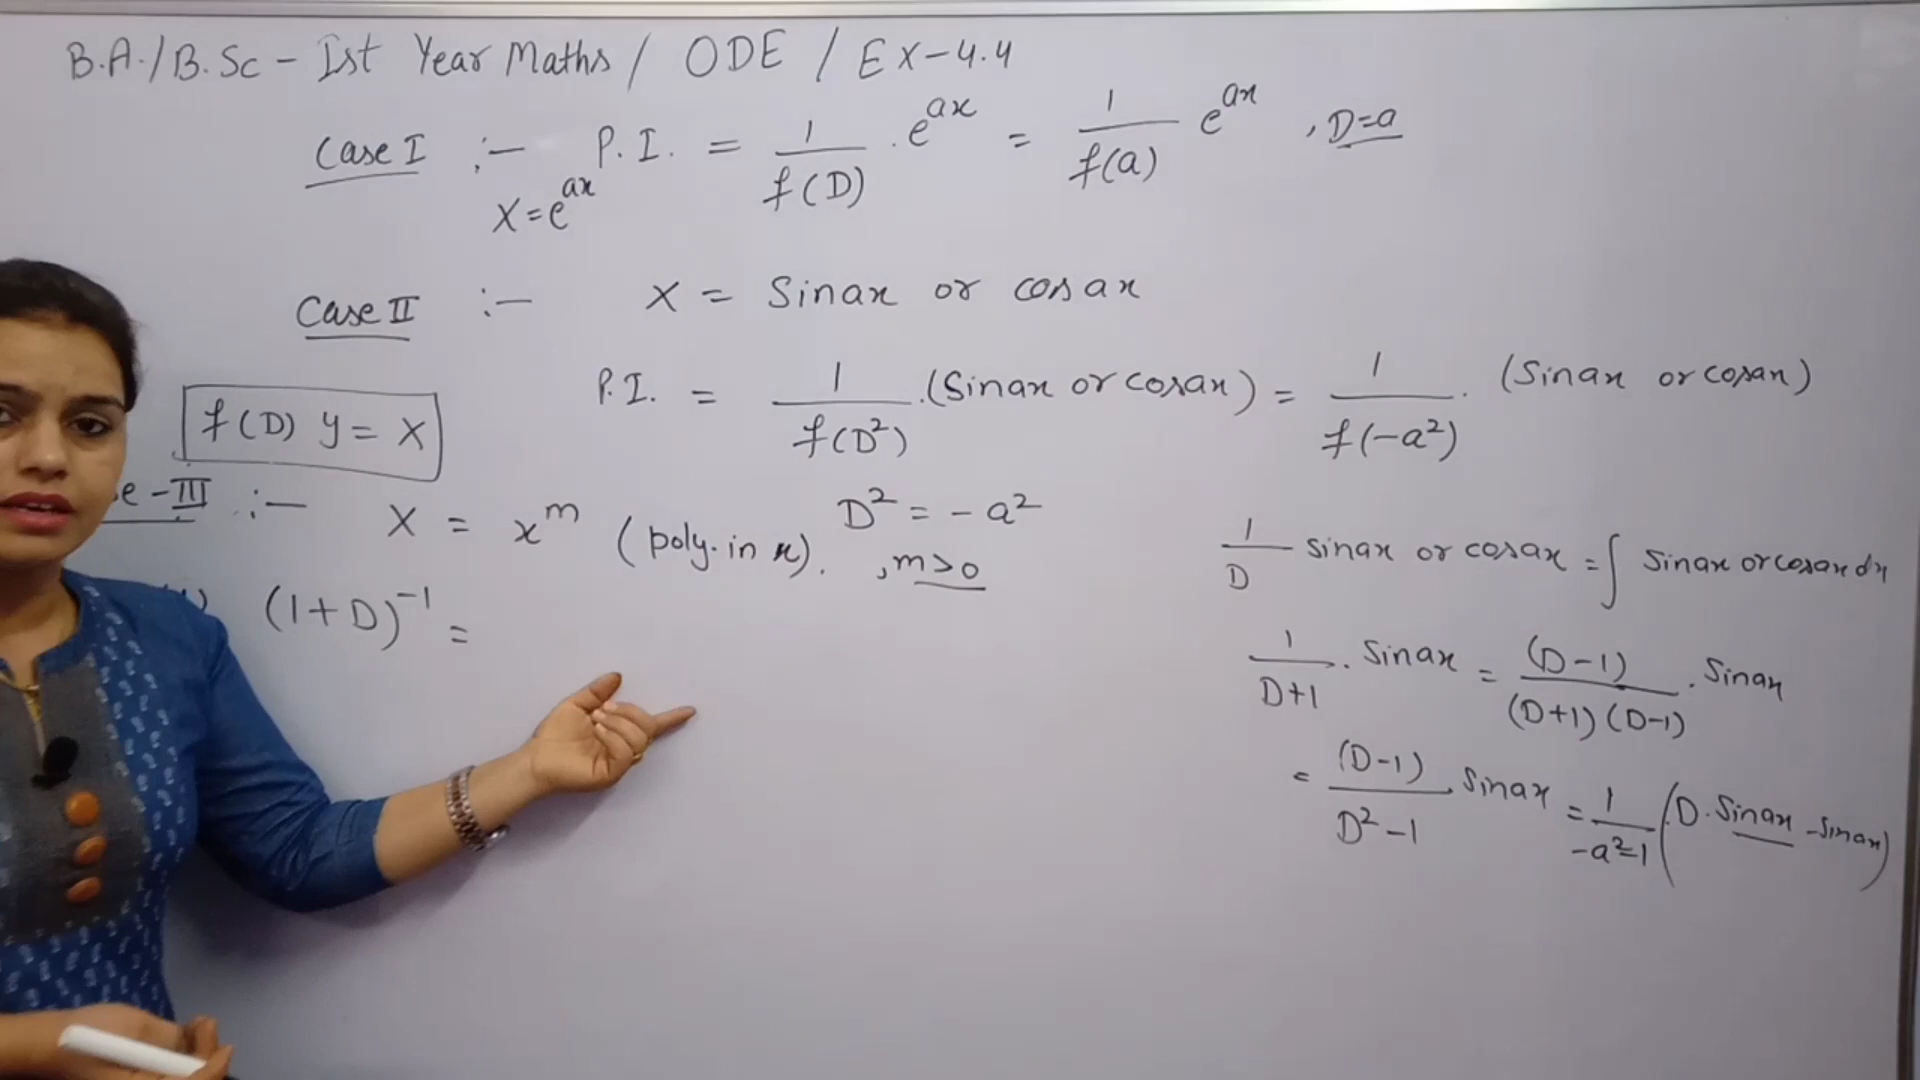 B.A./B.Sc - Ist Year Maths / ODE / EX-4.4
Case I :- P.I. = 1/f(D) . e^ax = 1/f(a) e^ax , D=a
X = e^ax
Case II :- X = Sinax or cosax
P.I. = 1/f(D²) .(Sinax or cosax) = 1/f(-a²) . (Sinax or cosax)
f(D) y = X
D² = -a²
e-III :- X = x^m (poly. in x). , m>0
(1+D)^-1 =
1/D sinax or cosax = ∫ sinax or cosax dx
1/D+1 . Sinax = (D-1)/(D+1)(D-1) . Sinax
= (D-1)/D²-1 . Sinax = 1/-a²-1 (D. Sinax - Sinax)